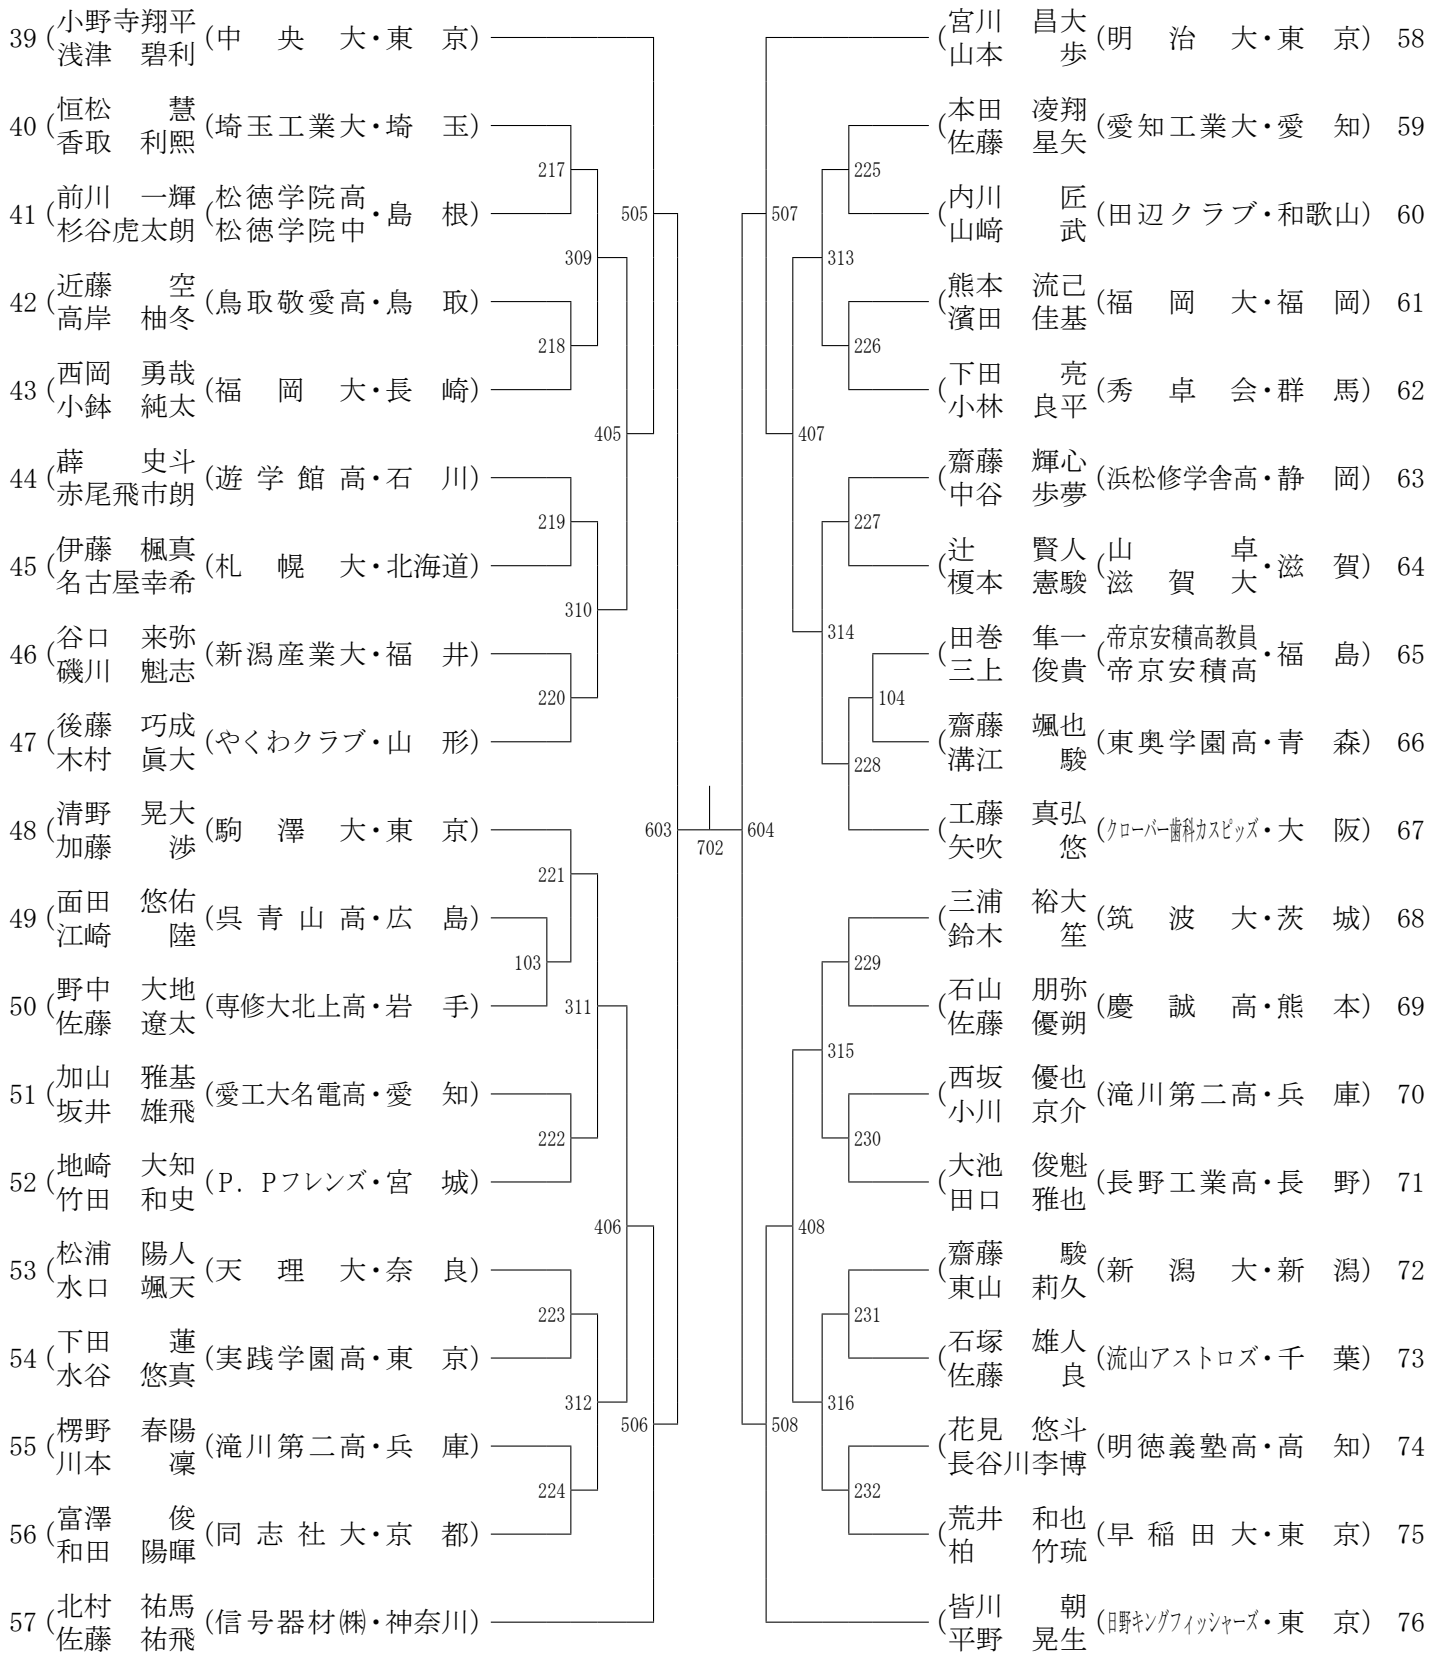 39 (小野寺翔平 浅津 碧利 (中央大・東京)
40 (恒松 慧 香取 利熙 (埼玉工業大・埼玉)
217
41 (前川 一輝 杉谷虎太朗 (松徳学院高 松徳学院中・島根)
505
309
42 (近藤 空 高岸 柚冬 (鳥取敬愛高・鳥取)
218
43 (西岡 勇哉 小鉢 純太 (福岡大・長崎)
405
44 (薛 史斗 赤尾飛市朗 (遊学館高・石川)
219
45 (伊藤 楓真 名古屋幸希 (札幌大・北海道)
310
46 (谷口 来弥 磯川 魁志 (新潟産業大・福井)
220
47 (後藤 巧成 木村 眞大 (やくわクラブ・山形)
48 (清野 晃大 加藤 渉 (駒澤大・東京)
603
702
221
49 (面田 悠佑 江崎 陸 (呉青山高・広島)
103
50 (野中 大地 佐藤 遼太 (専修大北上高・岩手)
311
51 (加山 雅基 坂井 雄飛 (愛工大名電高・愛知)
222
52 (地崎 大知 竹田 和史 (P.Pフレンズ・宮城)
406
53 (松浦 陽人 水口 颯天 (天理大・奈良)
223
54 (下田 蓮 水谷 悠真 (実践学園高・東京)
312
506
55 (楞野 春陽 川本 凜 (滝川第二高・兵庫)
224
56 (富澤 俊 和田 陽暉 (同志社大・京都)
57 (北村 祐馬 佐藤 祐飛 (信号器材㈱・神奈川)
(宮川 昌大 山本 歩 (明治大・東京) 58
(本田 凌翔 佐藤 星矢 (愛知工業大・愛知) 59
225
507
(内川 匠 山﨑 武 (田辺クラブ・和歌山) 60
313
(熊本 流己 濱田 佳基 (福岡大・福岡) 61
226
(下田 亮 小林 良平 (秀卓会・群馬) 62
407
(齋藤 輝心 中谷 歩夢 (浜松修学舎高・静岡) 63
227
(辻 賢人 榎本 憲駿 (山卓 滋賀大・滋賀) 64
314
(田巻 隼一 三上 俊貴 (帝京安積高教員 帝京安積高・福島) 65
104
(齋藤 颯也 溝江 駿 (東奥学園高・青森) 66
228
604
(工藤 真弘 矢吹 悠 (クローバー歯科カスピッズ・大阪) 67
(三浦 裕大 鈴木 笙 (筑波大・茨城) 68
229
(石山 朋弥 佐藤 優朔 (慶誠高・熊本) 69
315
(西坂 優也 小川 京介 (滝川第二高・兵庫) 70
230
(大池 俊魁 田口 雅也 (長野工業高・長野) 71
408
(齋藤 駿 東山 莉久 (新潟大・新潟) 72
231
(石塚 雄人 佐藤 良 (流山アストロズ・千葉) 73
316
508
(花見 悠斗 長谷川李博 (明徳義塾高・高知) 74
232
(荒井 和也 柏 竹琉 (早稲田大・東京) 75
(皆川 朝 平野 晃生 (日野キングフィッシャーズ・東京) 76